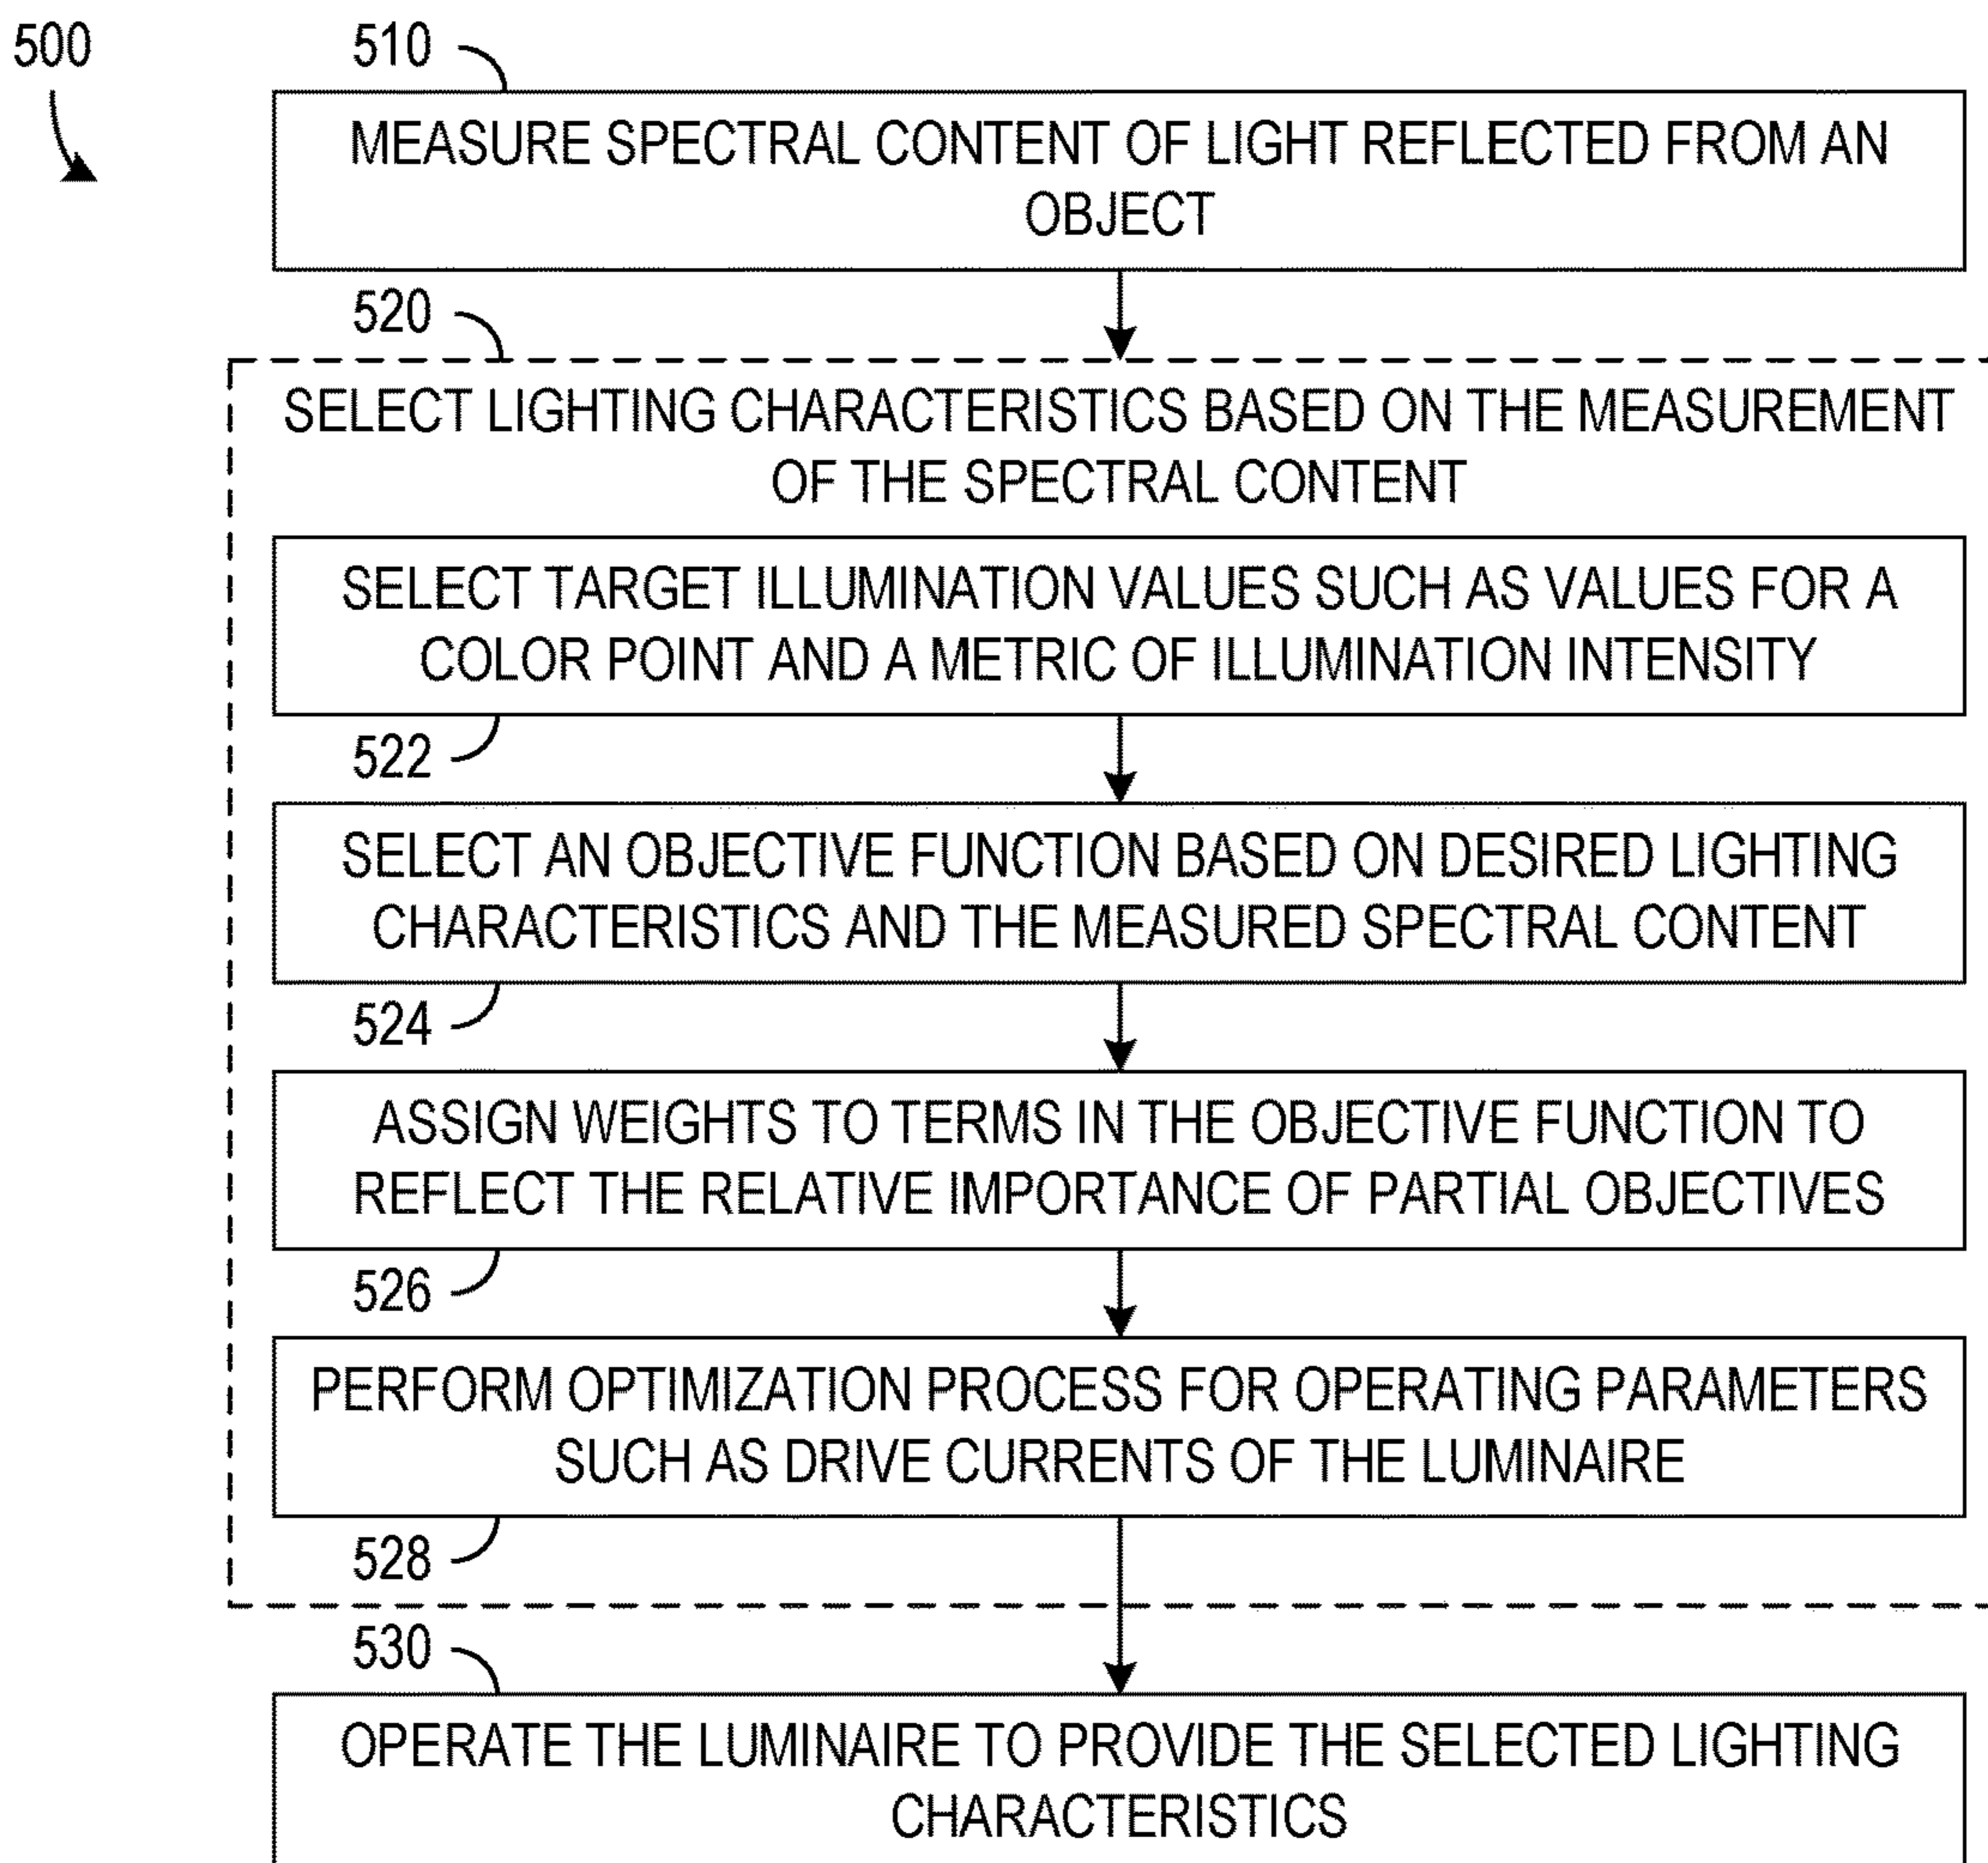 500
510
MEASURE SPECTRAL CONTENT OF LIGHT REFLECTED FROM AN
OBJECT
520
SELECT LIGHTING CHARACTERISTICS BASED ON THE MEASUREMENT
OF THE SPECTRAL CONTENT
SELECT TARGET ILLUMINATION VALUES SUCH AS VALUES FOR A
COLOR POINT AND A METRIC OF ILLUMINATION INTENSITY
522
SELECT AN OBJECTIVE FUNCTION BASED ON DESIRED LIGHTING
CHARACTERISTICS AND THE MEASURED SPECTRAL CONTENT
524
ASSIGN WEIGHTS TO TERMS IN THE OBJECTIVE FUNCTION TO
REFLECT THE RELATIVE IMPORTANCE OF PARTIAL OBJECTIVES
526
PERFORM OPTIMIZATION PROCESS FOR OPERATING PARAMETERS
SUCH AS DRIVE CURRENTS OF THE LUMINAIRE
528
530
OPERATE THE LUMINAIRE TO PROVIDE THE SELECTED LIGHTING
CHARACTERISTICS